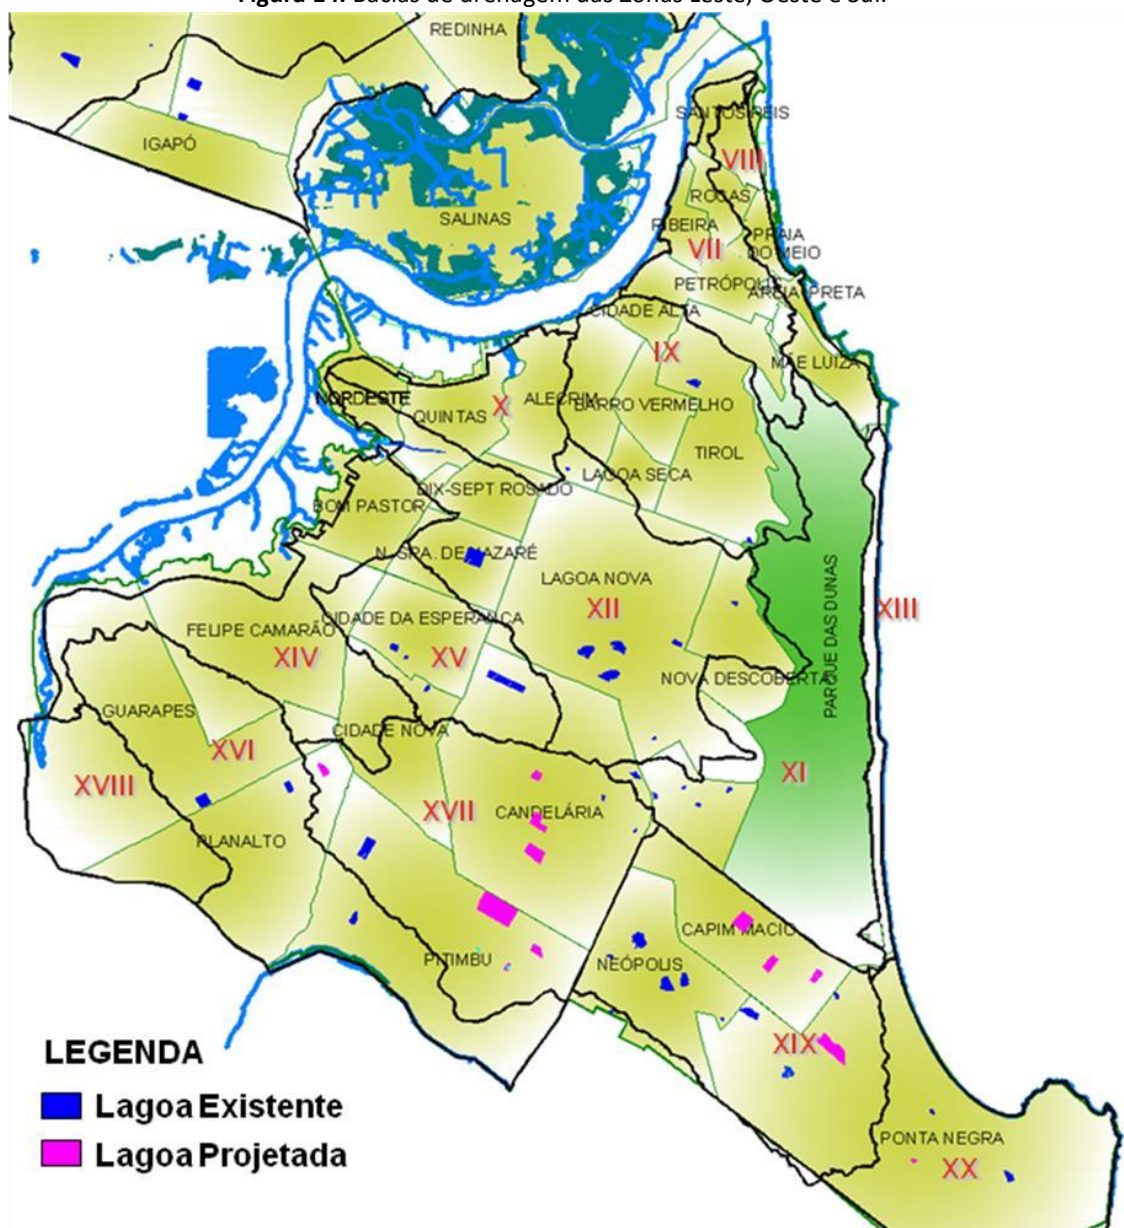 Figura 14. Bacias de drenagem das Zonas Leste, Oeste e Sul.
REDINHA
SANTOS REIS
IGAPÓ
VIII
ROCAS
SALINAS
RIBEIRA
PRAIA
DO MEIO
VII
PETRÓPOLIS
AREIA PRETA
CIDADE ALTA
IX
MÃE LUIZA
NORDESTE
ALECRIM
BARRO VERMELHO
X
QUINTAS
TIROL
LAGOA SECA
DIX-SEPT ROSADO
BOM PASTOR
N. SRA. DE NAZARÉ
LAGOA NOVA
PARQUE DAS DUNAS
XII
XIII
CIDADE DA ESPERANÇA
FELIPE CAMARÃO
XIV
XV
NOVA DESCOBERTA
GUARAPES
CIDADE NOVA
XVI
XI
XVIII
XVII
CANDELÁRIA
PLANALTO
CAPIM MACIO
PITIMBU
NEÓPOLIS
XIX
LEGENDA
Lagoa Existente
Lagoa Projetada
PONTA NEGRA
XX